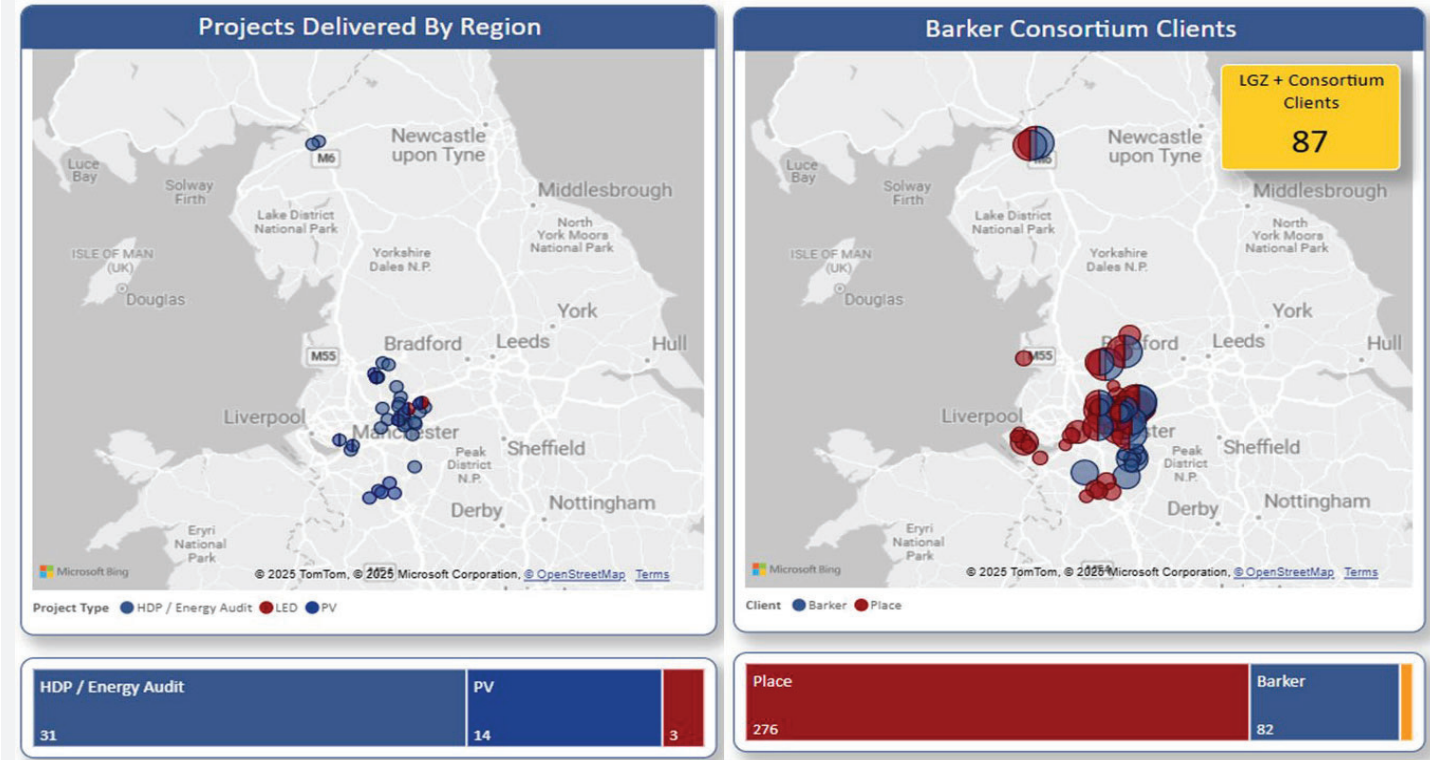 Projects Delivered By Region
Newcastle
upon Tyne
M6
Luce
Bay
Solway
Firth
Middlesbrough
Lake District
National Park
North
York Moors
National Park
ISLE OF MAN
(UK)
Yorkshire
Dales N.P.
Douglas
York
Bradford
Leeds
Hull
M55
Liverpool
Manchester
Sheffield
Peak
District
N.P.
Nottingham
Derby
Eryri
National
Park
Microsoft Bing
© 2025 TomTom, © 2025 Microsoft Corporation, © OpenStreetMap Terms
Project Type HDP / Energy Audit LED PV
HDP / Energy Audit
31
PV
14
3
Barker Consortium Clients
LGZ + Consortium
Clients
87
Newcastle
upon Tyne
Luce
Bay
Solway
Firth
Middlesbrough
Lake District
National Park
North
York Moors
National Park
ISLE OF MAN
(UK)
Yorkshire
Dales N.P.
Douglas
York
ford
Leeds
Hull
M55
Liverpool
ster
Sheffield
Peak
District
N.P.
Nottingham
Derby
Eryri
National
Park
Microsoft Bing
© 2025 TomTom, © 2025 Microsoft Corporation, © OpenStreetMap Terms
Client Barker Place
Place
276
Barker
82